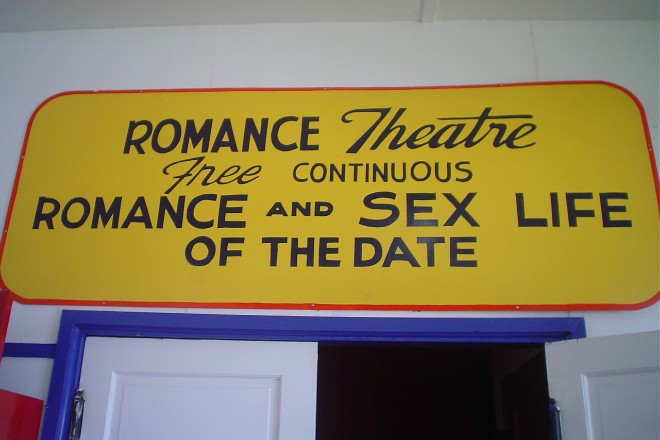 ROMANCE Theatre
Free CONTINUOUS
ROMANCE AND SEX LIFE
OF THE DATE